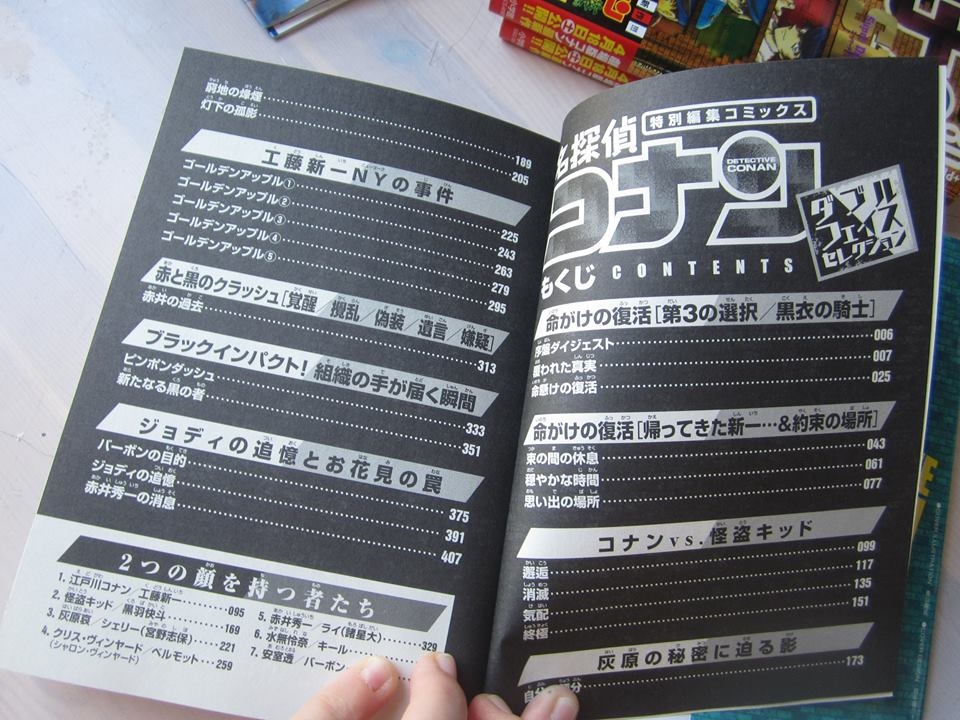 特別編集コミックス
名探偵
コナン
DETECTIVE CONAN
ダブルフェイスセレクション
もくじ CONTENTS
命がけの復活[第3の選択/黒衣の騎士]
序盤ダイジェスト 006
狙われた真実 007
命懸けの復活 025
命がけの復活[帰ってきた新一…&約束の場所]
束の間の休息 043
穏やかな時間 061
思い出の場所 077
コナンvs.怪盗キッド
邂逅 099
消滅 117
気配 135
終極 151
灰原の秘密に迫る影
173
窮地の烽煙 189
灯下の孤影 205
工藤新一NYの事件
ゴールデンアップル① 225
ゴールデンアップル② 243
ゴールデンアップル③ 263
ゴールデンアップル④ 279
ゴールデンアップル⑤ 295
赤と黒のクラッシュ[覚醒/攪乱/偽装/遺言/嫌疑]
赤井の過去 313
ブラックインパクト!組織の手が届く瞬間
ピンポンダッシュ 333
新たなる黒の者 351
ジョディの追憶とお花見の罠
バーボンの目的 375
ジョディの追憶 391
赤井秀一の消息 407
2つの顔を持つ者たち
1. 江戸川コナン/工藤新一 095
2. 怪盗キッド/黒羽快斗 169
3. 灰原哀/シェリー(宮野志保) 221
4. クリス・ヴィンヤード/ベルモット 259
(シャロン・ヴィンヤード)
5. 赤井秀一/ライ(諸星大) 329
6. 水無怜奈/キール
7. 安室透/バーボン